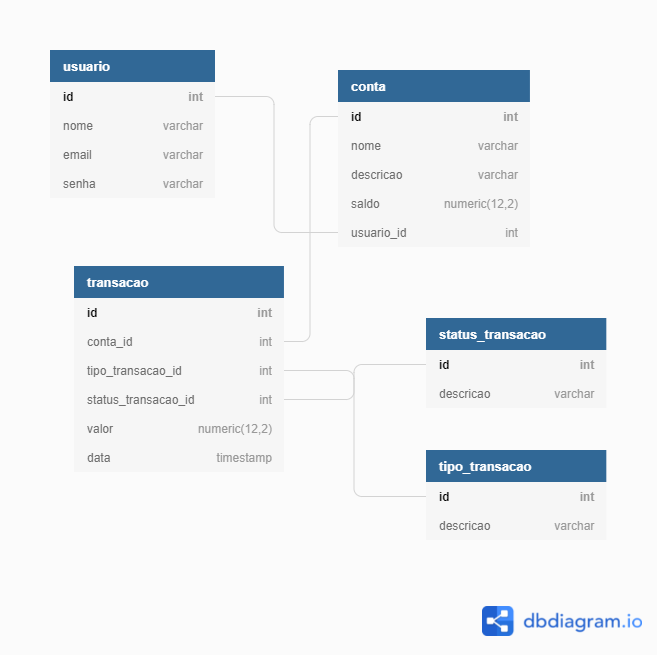 usuario
id int
nome varchar
email varchar
senha varchar
conta
id int
nome varchar
descricao varchar
saldo numeric(12,2)
usuario_id int
transacao
id int
conta_id int
tipo_transacao_id int
status_transacao_id int
valor numeric(12,2)
data timestamp
status_transacao
id int
descricao varchar
tipo_transacao
id int
descricao varchar
dbdiagram.io